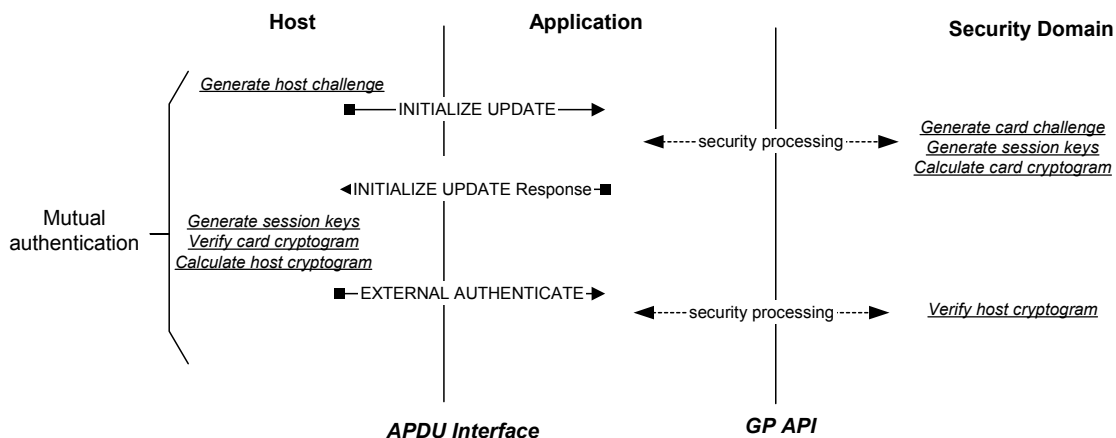 Host
Application
Security Domain
Generate host challenge
INITIALIZE UPDATE
security processing
Generate card challenge
Generate session keys
Calculate card cryptogram
INITIALIZE UPDATE Response
Mutual
authentication
Generate session keys
Verify card cryptogram
Calculate host cryptogram
EXTERNAL AUTHENTICATE
security processing
Verify host cryptogram
APDU Interface
GP API